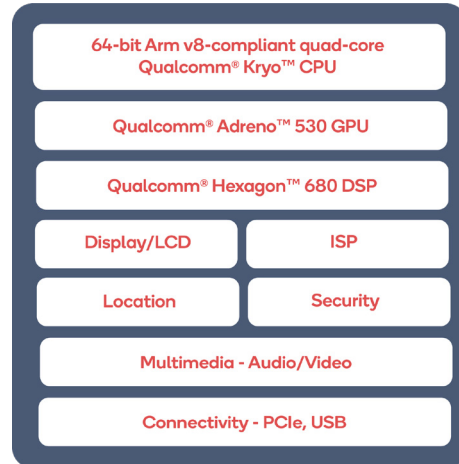 64-bit Arm v8-compliant quad-core
Qualcomm® Kryo™ CPU
Qualcomm® Adreno™ 530 GPU
Qualcomm® Hexagon™ 680 DSP
Display/LCD
ISP
Location
Security
Multimedia - Audio/Video
Connectivity - PCIe, USB